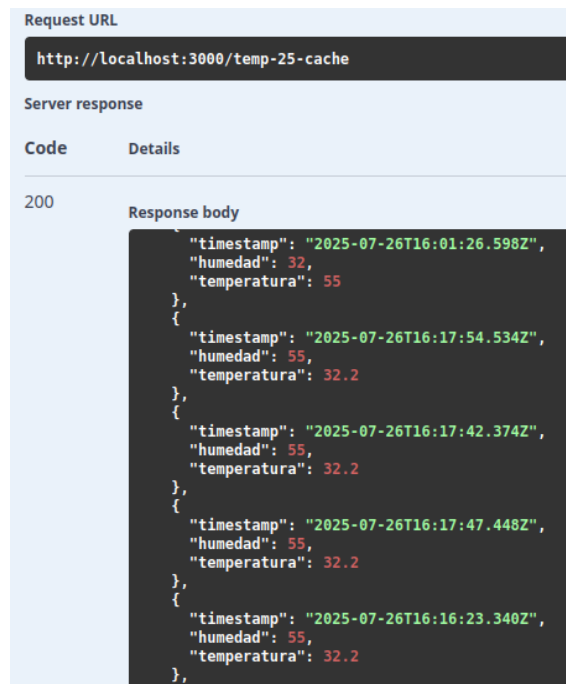 Request URL
http://localhost:3000/temp-25-cache
Server response
Code Details
200
Response body
{
"timestamp": "2025-07-26T16:01:26.598Z",
"humedad": 32,
"temperatura": 55
},
{
"timestamp": "2025-07-26T16:17:54.534Z",
"humedad": 55,
"temperatura": 32.2
},
{
"timestamp": "2025-07-26T16:17:42.374Z",
"humedad": 55,
"temperatura": 32.2
},
{
"timestamp": "2025-07-26T16:17:47.448Z",
"humedad": 55,
"temperatura": 32.2
},
{
"timestamp": "2025-07-26T16:16:23.340Z",
"humedad": 55,
"temperatura": 32.2
},